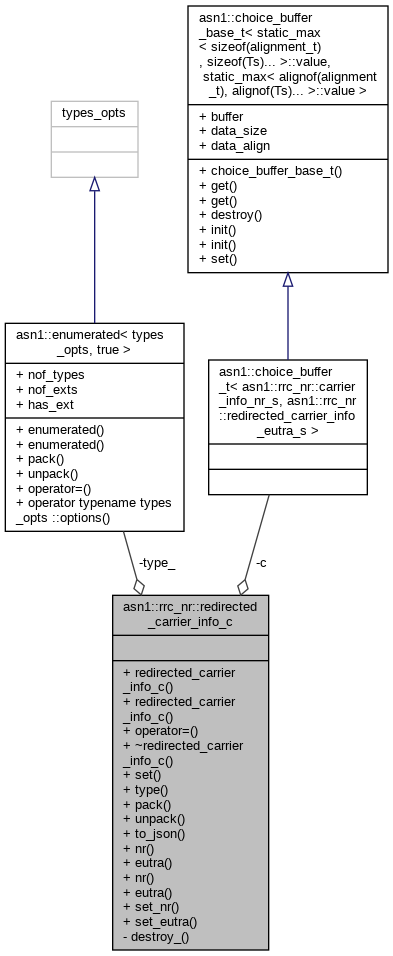 asn1::choice_buffer
_base_t< static_max
< sizeof(alignment_t)
, sizeof(Ts)... >::value,
static_max< alignof(alignment
_t), alignof(Ts)... >::value >
+ buffer
+ data_size
+ data_align
+ choice_buffer_base_t()
+ get()
+ get()
+ destroy()
+ init()
+ init()
+ set()
types_opts
asn1::enumerated< types
_opts, true >
+ nof_types
+ nof_exts
+ has_ext
+ enumerated()
+ enumerated()
+ pack()
+ unpack()
+ operator=()
+ operator typename types
_opts ::options()
asn1::choice_buffer
_t< asn1::rrc_nr::carrier
_info_nr_s, asn1::rrc_nr
::redirected_carrier_info
_eutra_s >
-type_
-c
asn1::rrc_nr::redirected
_carrier_info_c
+ redirected_carrier
_info_c()
+ redirected_carrier
_info_c()
+ operator=()
+ ~redirected_carrier
_info_c()
+ set()
+ type()
+ pack()
+ unpack()
+ to_json()
+ nr()
+ eutra()
+ nr()
+ eutra()
+ set_nr()
+ set_eutra()
- destroy_()